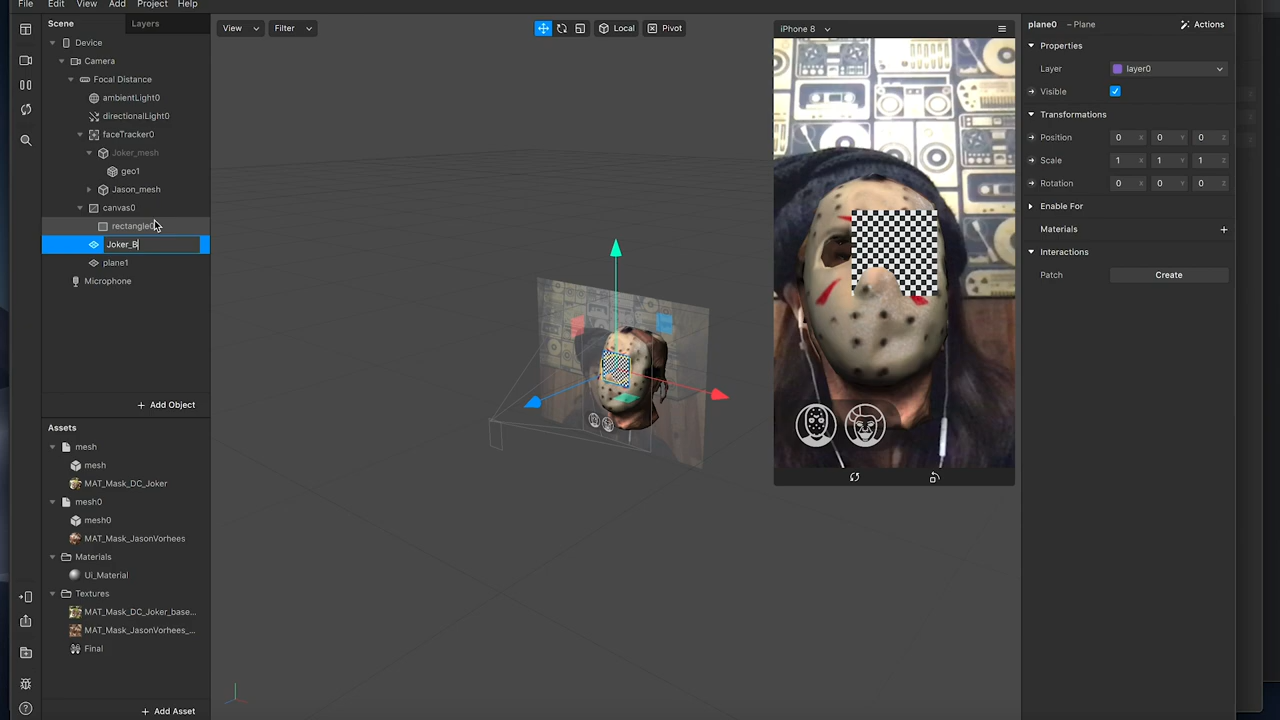 File Edit View Add Project Help
Scene Layers
Device
Camera
Focal Distance
ambientLight0
directionalLight0
faceTracker0
Joker_mesh
geo1
Jason_mesh
canvas0
rectangle0
Joker_B
plane1
Microphone
+ Add Object
Assets
mesh
mesh
MAT_Mask_DC_Joker
mesh0
mesh0
MAT_Mask_JasonVorhees
Materials
Ui_Material
Textures
MAT_Mask_DC_Joker_base...
MAT_Mask_JasonVorhees_...
Final
+ Add Asset
View Filter Local Pivot
iPhone 8
plane0 – Plane Actions
Properties
Layer layer0
Visible
Transformations
Position 0 X 0 Y 0 Z
Scale 1 X 1 Y 1 Z
Rotation 0 X 0 Y 0 Z
Enable For
Materials +
Interactions
Patch Create